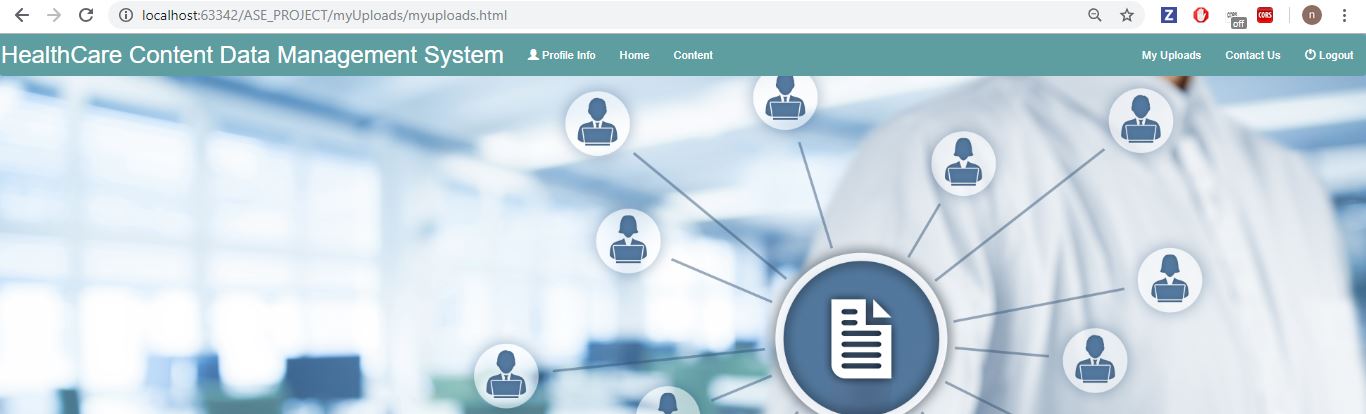 localhost:63342/ASE_PROJECT/myUploads/myuploads.html
Z
off
CORS
n
HealthCare Content Data Management System Profile Info Home Content My Uploads Contact Us Logout